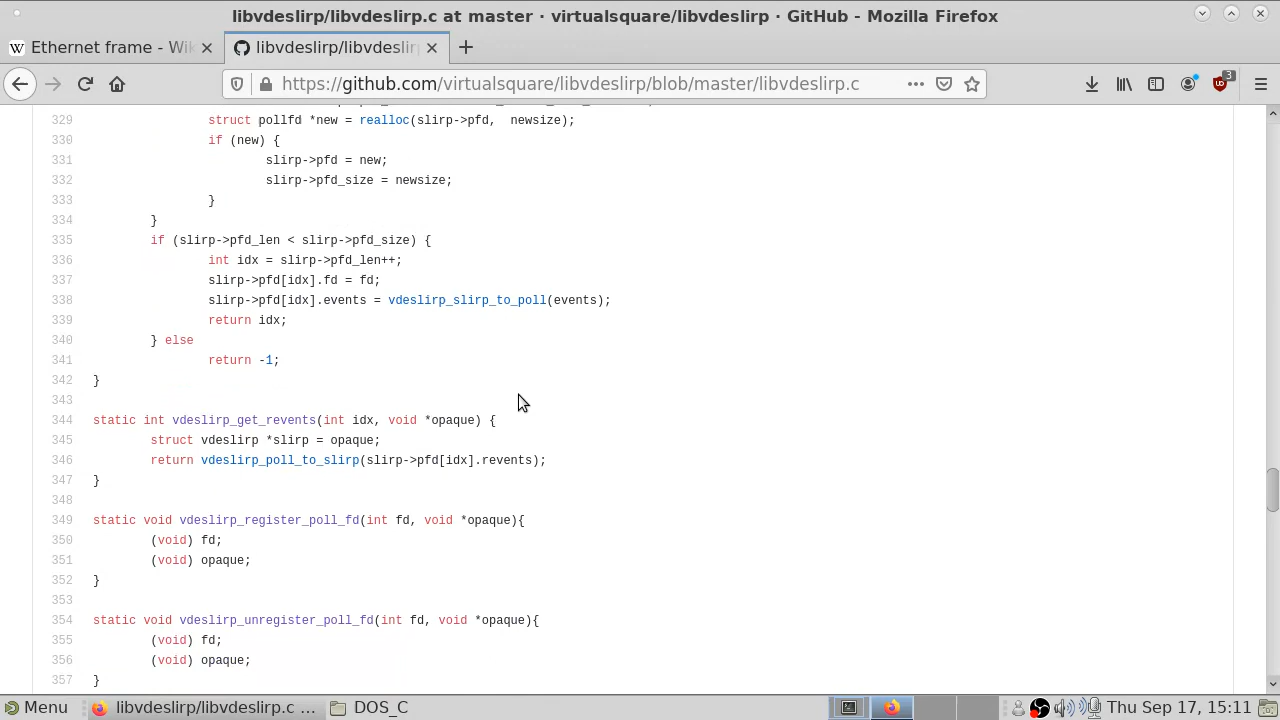 libvdeslirp/libvdeslirp.c at master · virtualsquare/libvdeslirp · GitHub - Mozilla Firefox
Ethernet frame - Wik
libvdeslirp/libvdeslirp
https://github.com/virtualsquare/libvdeslirp/blob/master/libvdeslirp.c
3
329 struct pollfd *new = realloc(slirp->pfd,  newsize);
330 if (new) {
331 slirp->pfd = new;
332 slirp->pfd_size = newsize;
333 }
334 }
335 if (slirp->pfd_len < slirp->pfd_size) {
336 int idx = slirp->pfd_len++;
337 slirp->pfd[idx].fd = fd;
338 slirp->pfd[idx].events = vdeslirp_slirp_to_poll(events);
339 return idx;
340 } else
341 return -1;
342 }
343
344 static int vdeslirp_get_revents(int idx, void *opaque) {
345 struct vdeslirp *slirp = opaque;
346 return vdeslirp_poll_to_slirp(slirp->pfd[idx].revents);
347 }
348
349 static void vdeslirp_register_poll_fd(int fd, void *opaque){
350 (void) fd;
351 (void) opaque;
352 }
353
354 static void vdeslirp_unregister_poll_fd(int fd, void *opaque){
355 (void) fd;
356 (void) opaque;
357 }
Menu libvdeslirp/libvdeslirp.c ... DOS_C Thu Sep 17, 15:11